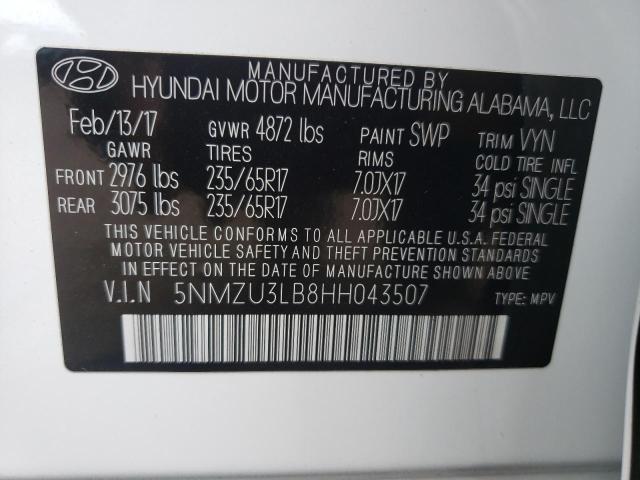 MANUFACTURED BY
HYUNDAI MOTOR MANUFACTURING ALABAMA, LLC
Feb/13/17 GVWR 4872 lbs PAINT SWP TRIM VYN
GAWR TIRES RIMS COLD TIRE INFL
FRONT 2976 lbs 235/65R17 7.0JX17 34 psi SINGLE
REAR 3075 lbs 235/65R17 7.0JX17 34 psi SINGLE
THIS VEHICLE CONFORMS TO ALL APPLICABLE U.S.A. FEDERAL
MOTOR VEHICLE SAFETY AND THEFT PREVENTION STANDARDS
IN EFFECT ON THE DATE OF MANUFACTURE SHOWN ABOVE.
V.I.N 5NMZU3LB8HH043507 TYPE: MPV